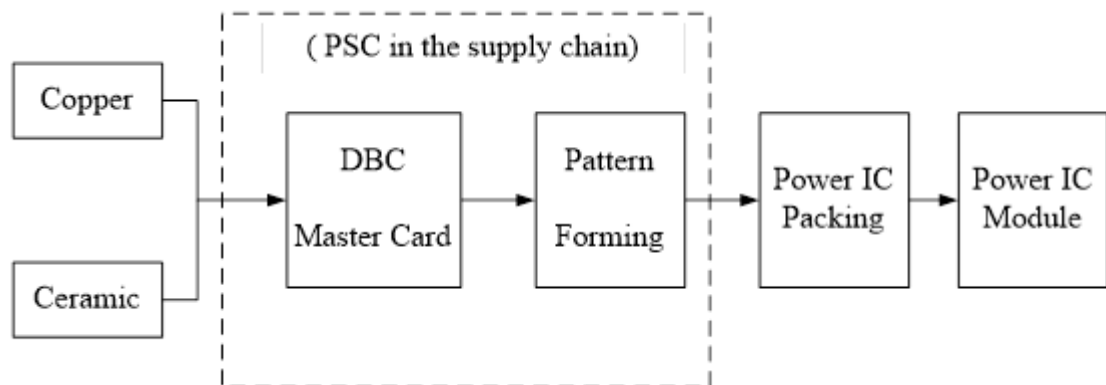 ( PSC in the supply chain)
Copper
Ceramic
DBC
Master Card
Pattern
Forming
Power IC
Packing
Power IC
Module